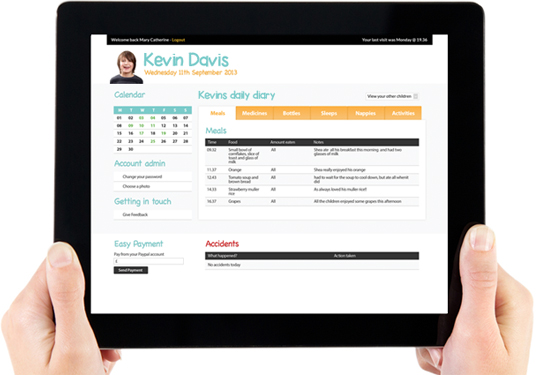 Welcome back Mary Catherine - Logout
Your last visit was Monday @ 19.36
Kevin Davis
Wednesday 11th September 2013
Calendar
M T W T F S S
01 02 03 04 05 06 07
08 09 10 11 12 13 14
15 16 17 18 19 20 21
22 23 24 25 26 27 28
29 30
Account admin
Change your password
Choose a photo
Getting in touch
Give Feedback
Kevins daily diary
View your other children
Meals Medicines Bottles Sleeps Nappies Activities
Meals
Time Food Amount eaten Notes
09.32 Small bowl of cornflakes, slice of toast and glass of milk All Shea ate all his breakfast this morning, and had two glasses of milk
11.37 Orange All Shea really enjoyed his orange
12.43 Tomato soup and brown bread All had to wait for the soup to cool down, but ate all whent it did
14.33 Strawberry muller rice All As always loved his muller rice!!
16.37 Grapes All All the children enjoyed some grapes this afternoon
Easy Payment
Pay from your Paypal account
£
Send Payment
Accidents
What happened? Action taken
No accidents today